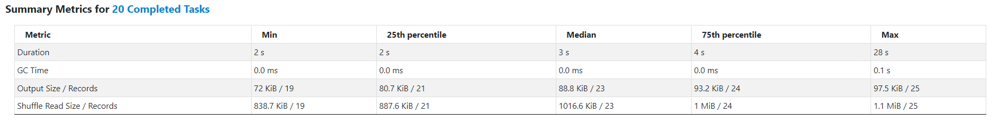 Summary Metrics for 20 Completed Tasks
Metric Min 25th percentile Median 75th percentile Max
Duration 2 s 2 s 3 s 4 s 28 s
GC Time 0.0 ms 0.0 ms 0.0 ms 0.0 ms 0.1 s
Output Size / Records 72 KiB / 19 80.7 KiB / 21 88.8 KiB / 23 93.2 KiB / 24 97.5 KiB / 25
Shuffle Read Size / Records 838.7 KiB / 19 887.6 KiB / 21 1016.6 KiB / 23 1 MiB / 24 1.1 MiB / 25